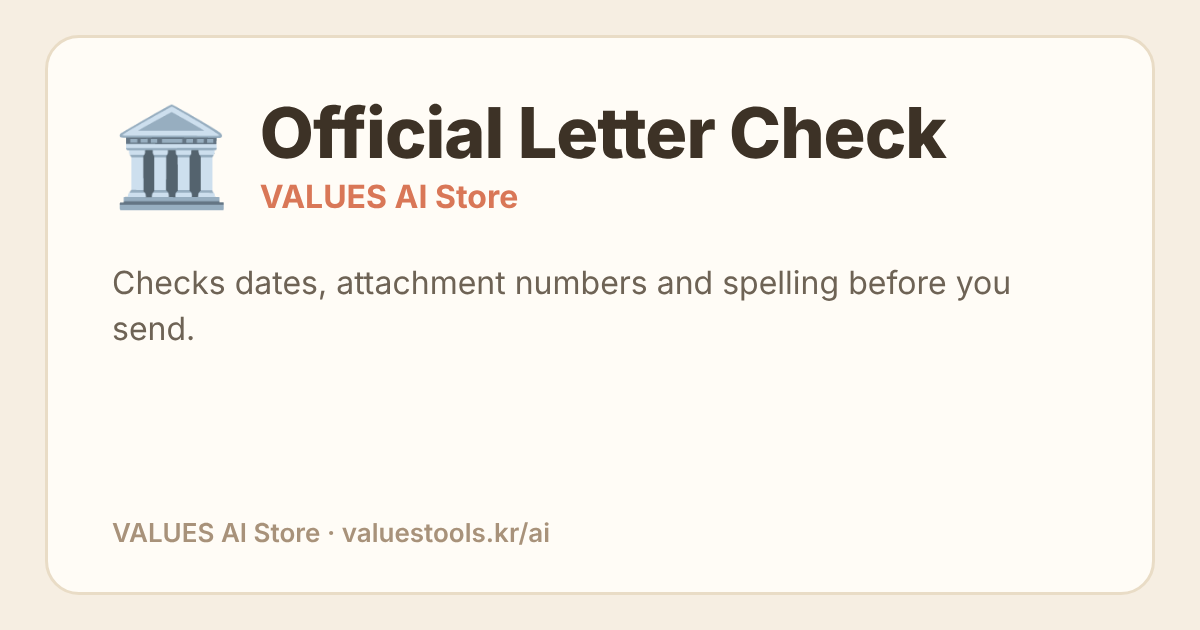 Official Letter Check
VALUES AI Store
Checks dates, attachment numbers and spelling before you
send.
VALUES AI Store · valuestools.kr/ai